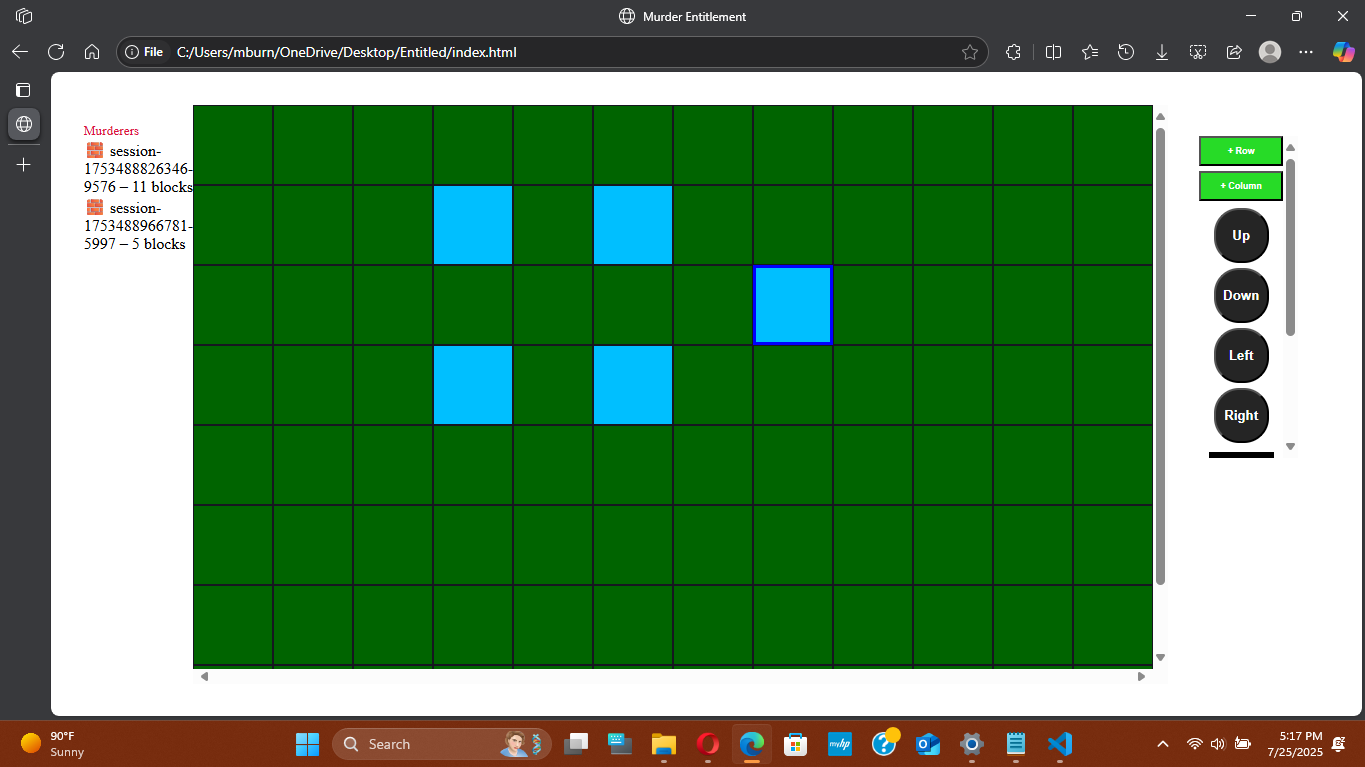 Murder Entitlement
File
C:/Users/mburn/OneDrive/Desktop/Entitled/index.html
Murderers
session-
1753488826346-
9576 – 11 blocks
session-
1753488966781-
5997 – 5 blocks
+ Row
+ Column
Up
Down
Left
Right
90°F
Sunny
Search
myhp
5:17 PM
7/25/2025